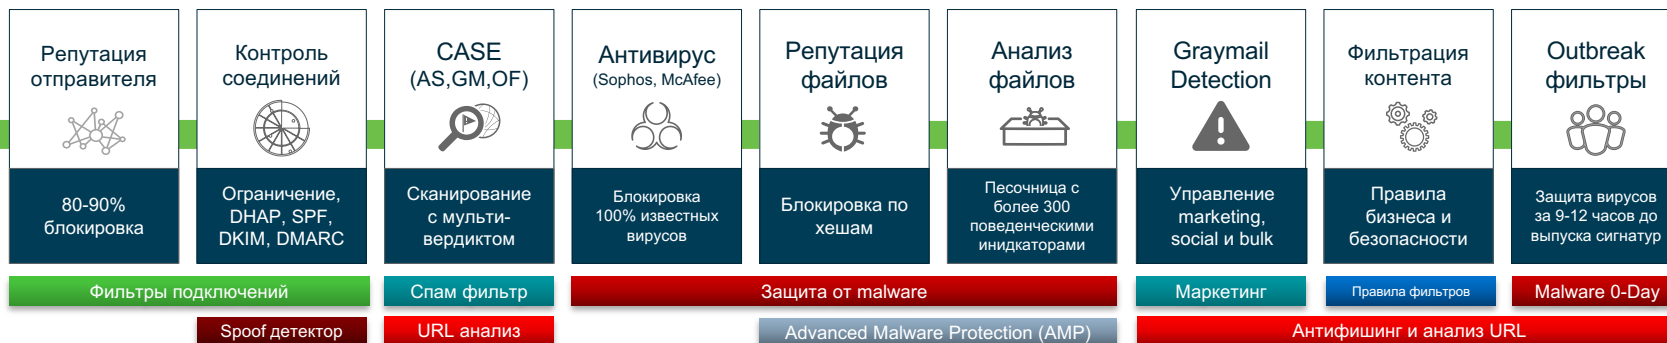 Репутация
отправителя
80-90%
блокировка
Контроль
соединений
Ограничение,
DHAP, SPF,
DKIM, DMARC
CASE
(AS,GM,OF)
Сканирование
с мульти-
вердиктом
Антивирус
(Sophos, McAfee)
Блокировка
100% известных
вирусов
Репутация
файлов
Блокировка по
хешам
Анализ
файлов
Песочница с
более 300
поведенческими
инидкаторами
Graymail
Detection
Управление
marketing,
social и bulk
Фильтрация
контента
Правила
бизнеса и
безопасности
Outbreak
фильтры
Защита вирусов
за 9-12 часов до
выпуска сигнатур
Фильтры подключений
Спам фильтр
Защита от malware
Маркетинг
Правила фильтров
Malware 0-Day
Spoof детектор
URL анализ
Advanced Malware Protection (AMP)
Антифишинг и анализ URL